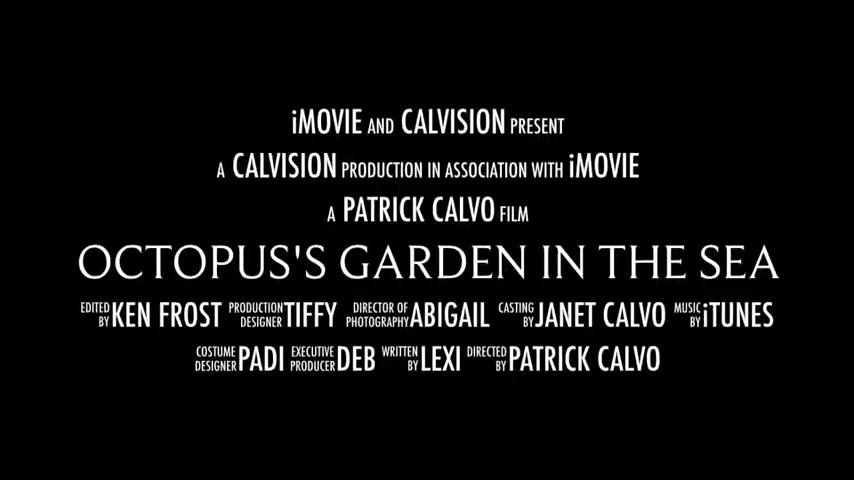 iMOVIE AND CALVISION PRESENT
A CALVISION PRODUCTION IN ASSOCIATION WITH iMOVIE
A PATRICK CALVO FILM
OCTOPUS'S GARDEN IN THE SEA
EDITED BY KEN FROST PRODUCTION DESIGNER TIFFY DIRECTOR OF PHOTOGRAPHY ABIGAIL CASTING BY JANET CALVO MUSIC BY iTUNES
COSTUME DESIGNER PADI EXECUTIVE PRODUCER DEB WRITTEN BY LEXI DIRECTED BY PATRICK CALVO